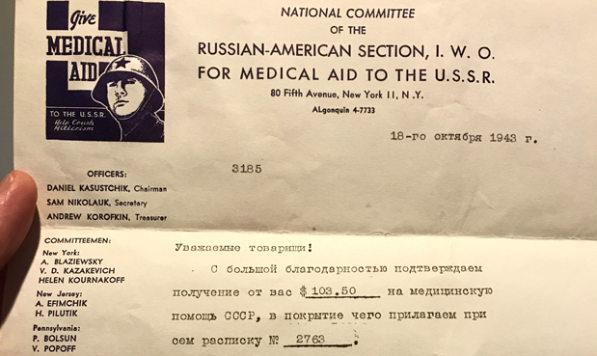 Give
MEDICAL
AID
TO THE U.S.S.R.
Help Crush
Hitlerism
NATIONAL COMMITTEE
OF THE
RUSSIAN-AMERICAN SECTION, I. W. O.
FOR MEDICAL AID TO THE U.S.S.R.
80 Fifth Avenue, New York 11, N.Y.
ALgonquin 4-7733
18-го октября 1943 г.
3185
OFFICERS:
DANIEL KASUSTCHIK, Chairman
SAM NIKOLAUK, Secretary
ANDREW KOROFKIN, Treasurer
COMMITTEEMEN:
New York:
A. BLAZIEWSKY
V. D. KAZAKEVICH
HELEN KOURNAKOFF
New Jersey:
A. EFIMCHIK
H. PILUTIK
Pennsylvania:
P. BOLSUN
V. POPOFF
Уважаемые товарищи!
С большой благодарностью подтверждаем
получение от вас $ 103.50 на медицинскую
помощь СССР, в покрытие чего прилагаем при
сем расписку № 2763 .